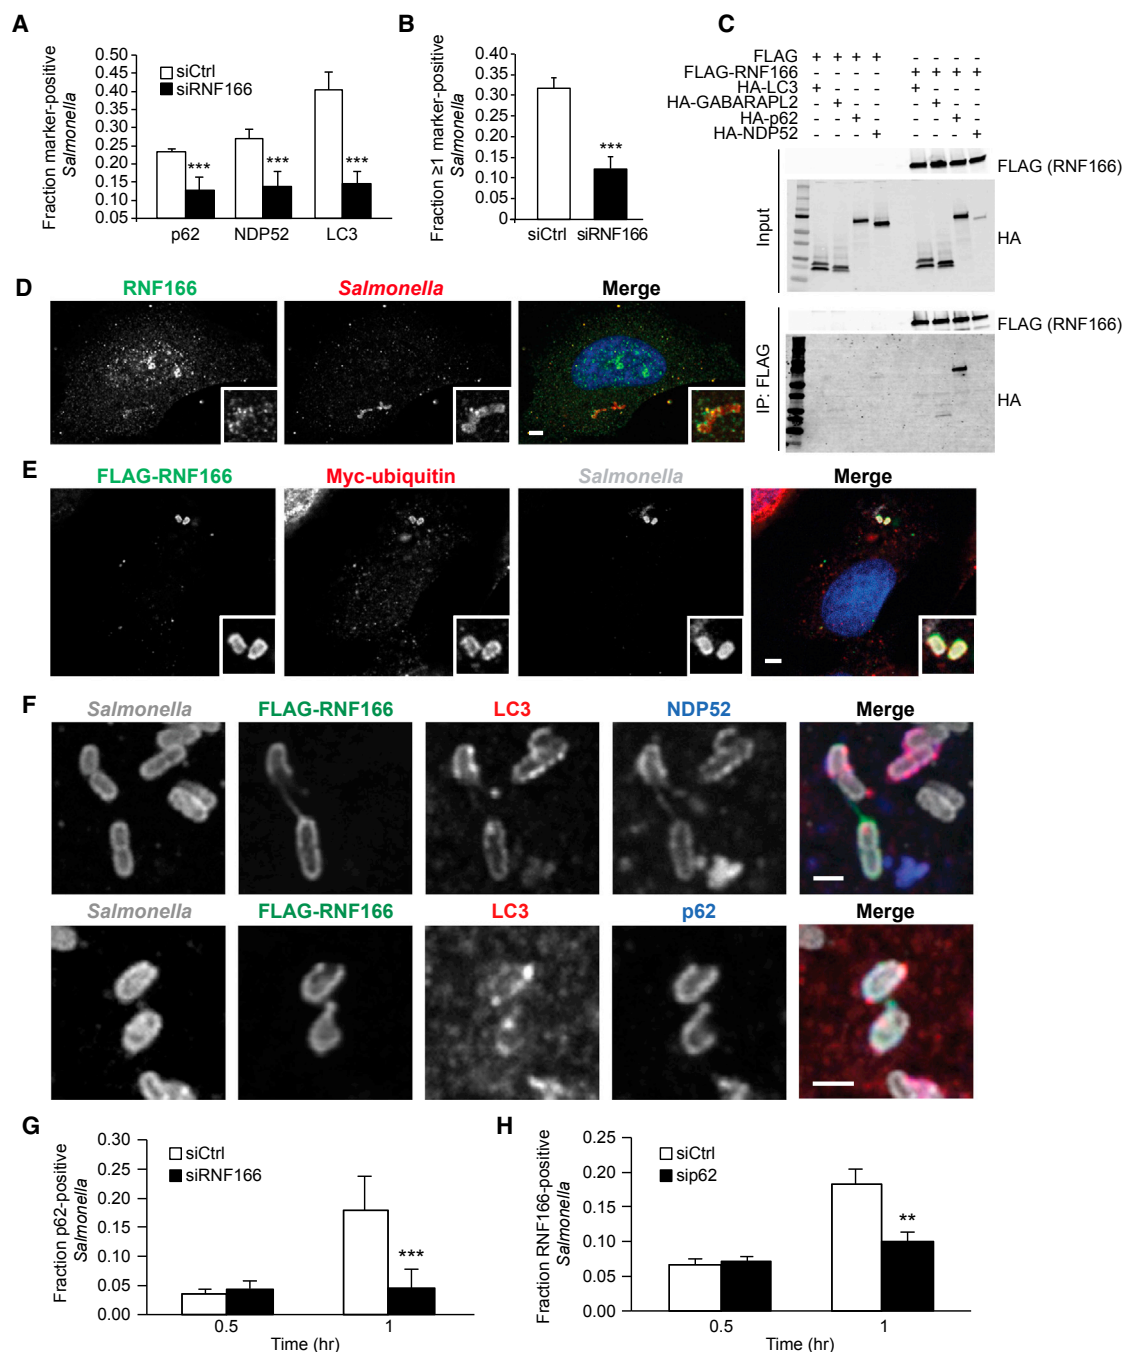 A
Fraction marker-positive
Salmonella
0.50
0.45
0.40
0.35
0.30
0.25
0.20
0.15
0.10
0.05
siCtrl
siRNF166
***
***
***
p62
NDP52
LC3
B
Fraction ≥1 marker-positive
Salmonella
0.40
0.35
0.30
0.25
0.20
0.15
0.10
0.05
0
***
siCtrl
siRNF166
C
FLAG + + + + - - - -
FLAG-RNF166 - - - - + + + +
HA-LC3 + - - - + - - -
HA-GABARAPL2 - + - - - + - -
HA-p62 - - + - - - + -
HA-NDP52 - - - + - - - +
Input
FLAG (RNF166)
HA
IP: FLAG
FLAG (RNF166)
HA
D
RNF166
Salmonella
Merge
E
FLAG-RNF166
Myc-ubiquitin
Salmonella
Merge
F
Salmonella
FLAG-RNF166
LC3
NDP52
Merge
Salmonella
FLAG-RNF166
LC3
p62
Merge
G
Fraction p62-positive
Salmonella
0.30
0.25
0.20
0.15
0.10
0.05
0.00
siCtrl
siRNF166
***
0.5
1
Time (hr)
H
Fraction RNF166-positive
Salmonella
0.25
0.20
0.15
0.10
0.05
0.00
siCtrl
sip62
**
0.5
1
Time (hr)